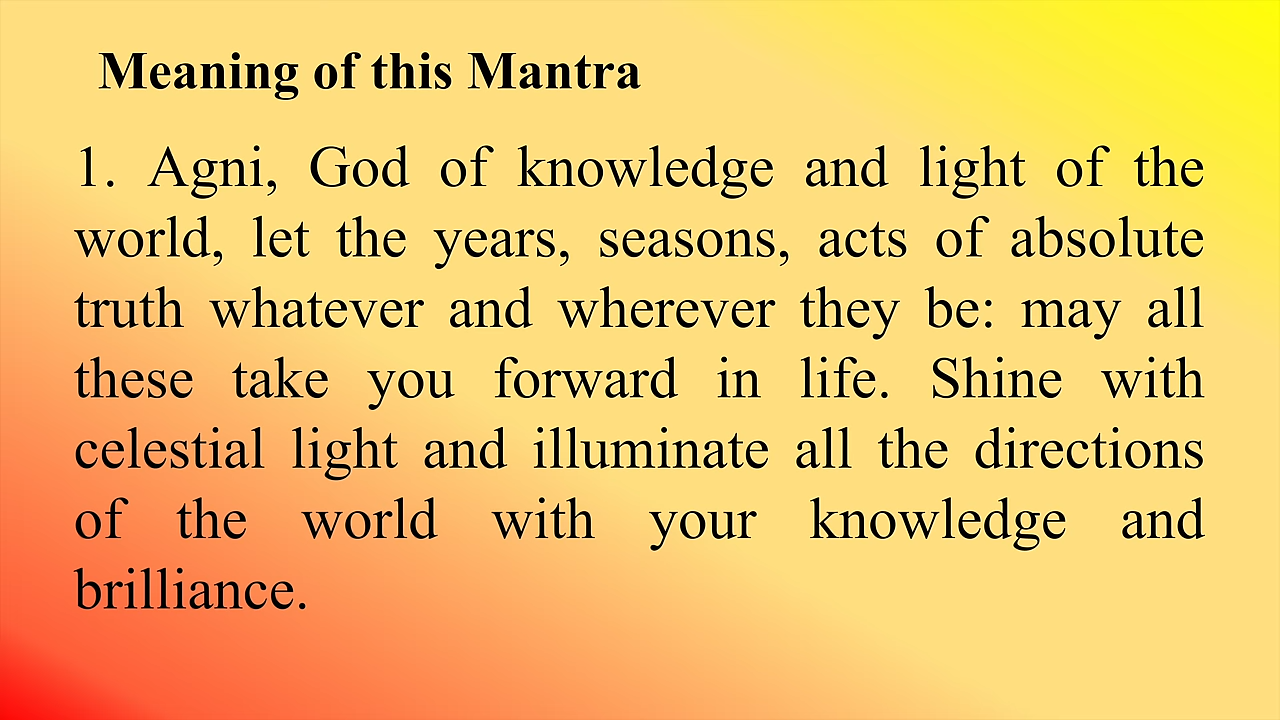 Meaning of this Mantra
1. Agni, God of knowledge and light of the
world, let the years, seasons, acts of absolute
truth whatever and wherever they be: may all
these take you forward in life. Shine with
celestial light and illuminate all the directions
of the world with your knowledge and
brilliance.